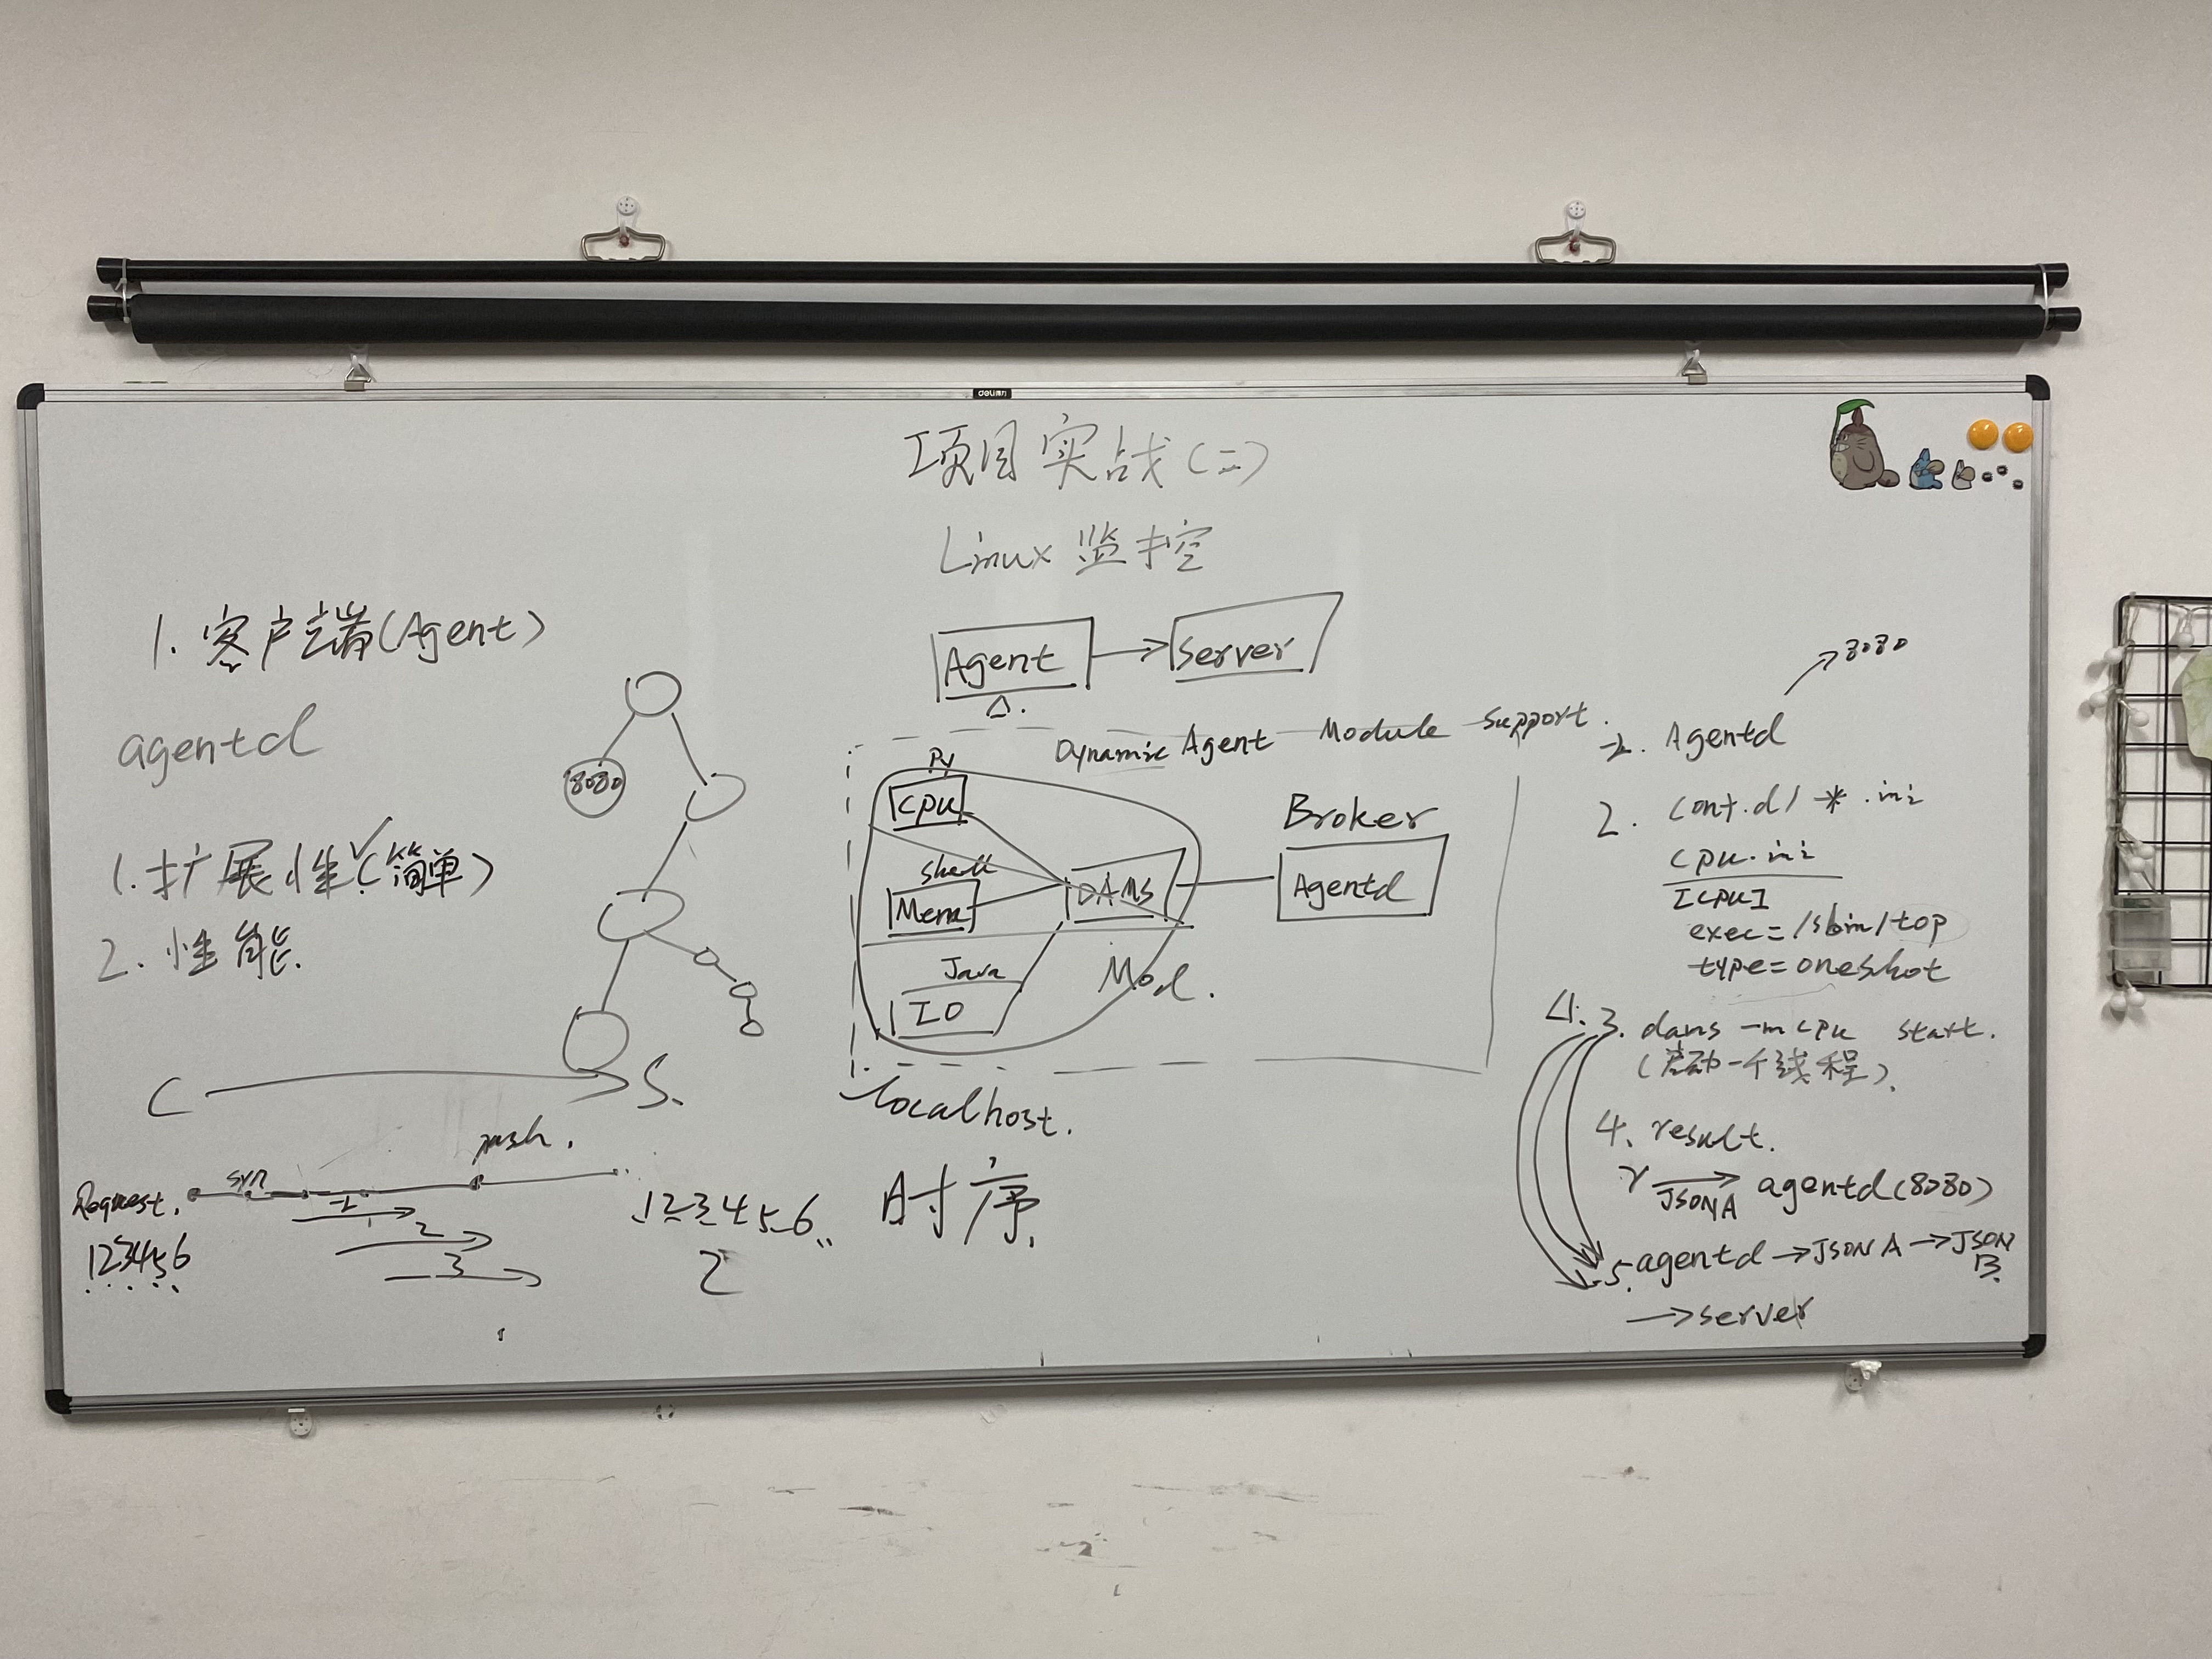 项目实战(二)
Linux 监控
1. 客户端(Agent)
agentd
1. 扩展性(简单)
2. 性能
8080
C
S.
push.
Request.
syn
1
2
3
123456
123456
2
时序
Agent
Server
Dynamic Agent Module Support.
Py
CPU
Shell
Mem
Java
IO
DAMS
Mod.
Broker
Agentd
localhost.
8080
Agentd
2. conf.d/*.ini
cpu.ini
[CPU]
exec=/sbin/top
type=oneshot
3. dams -m cpu start.
(启动一个线程).
4. result.
r JSON A agentd(8080)
5. agentd → JSON A → JSON B.
→ server
deli